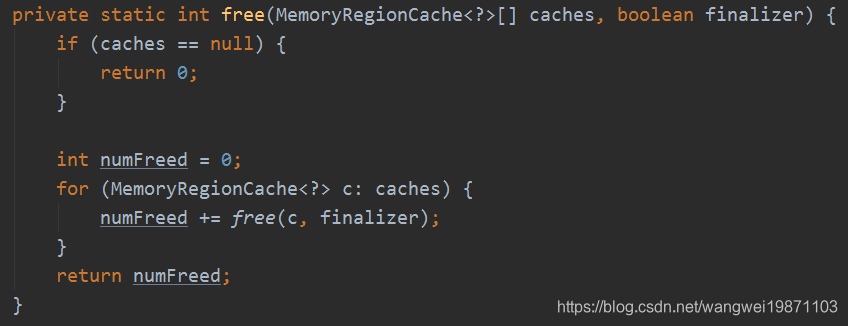 private static int free(MemoryRegionCache<?>[] caches, boolean finalizer) {
    if (caches == null) {
        return 0;
    }

    int numFreed = 0;
    for (MemoryRegionCache<?> c: caches) {
        numFreed += free(c, finalizer);
    }
    return numFreed;
}
https://blog.csdn.net/wangwei19871103